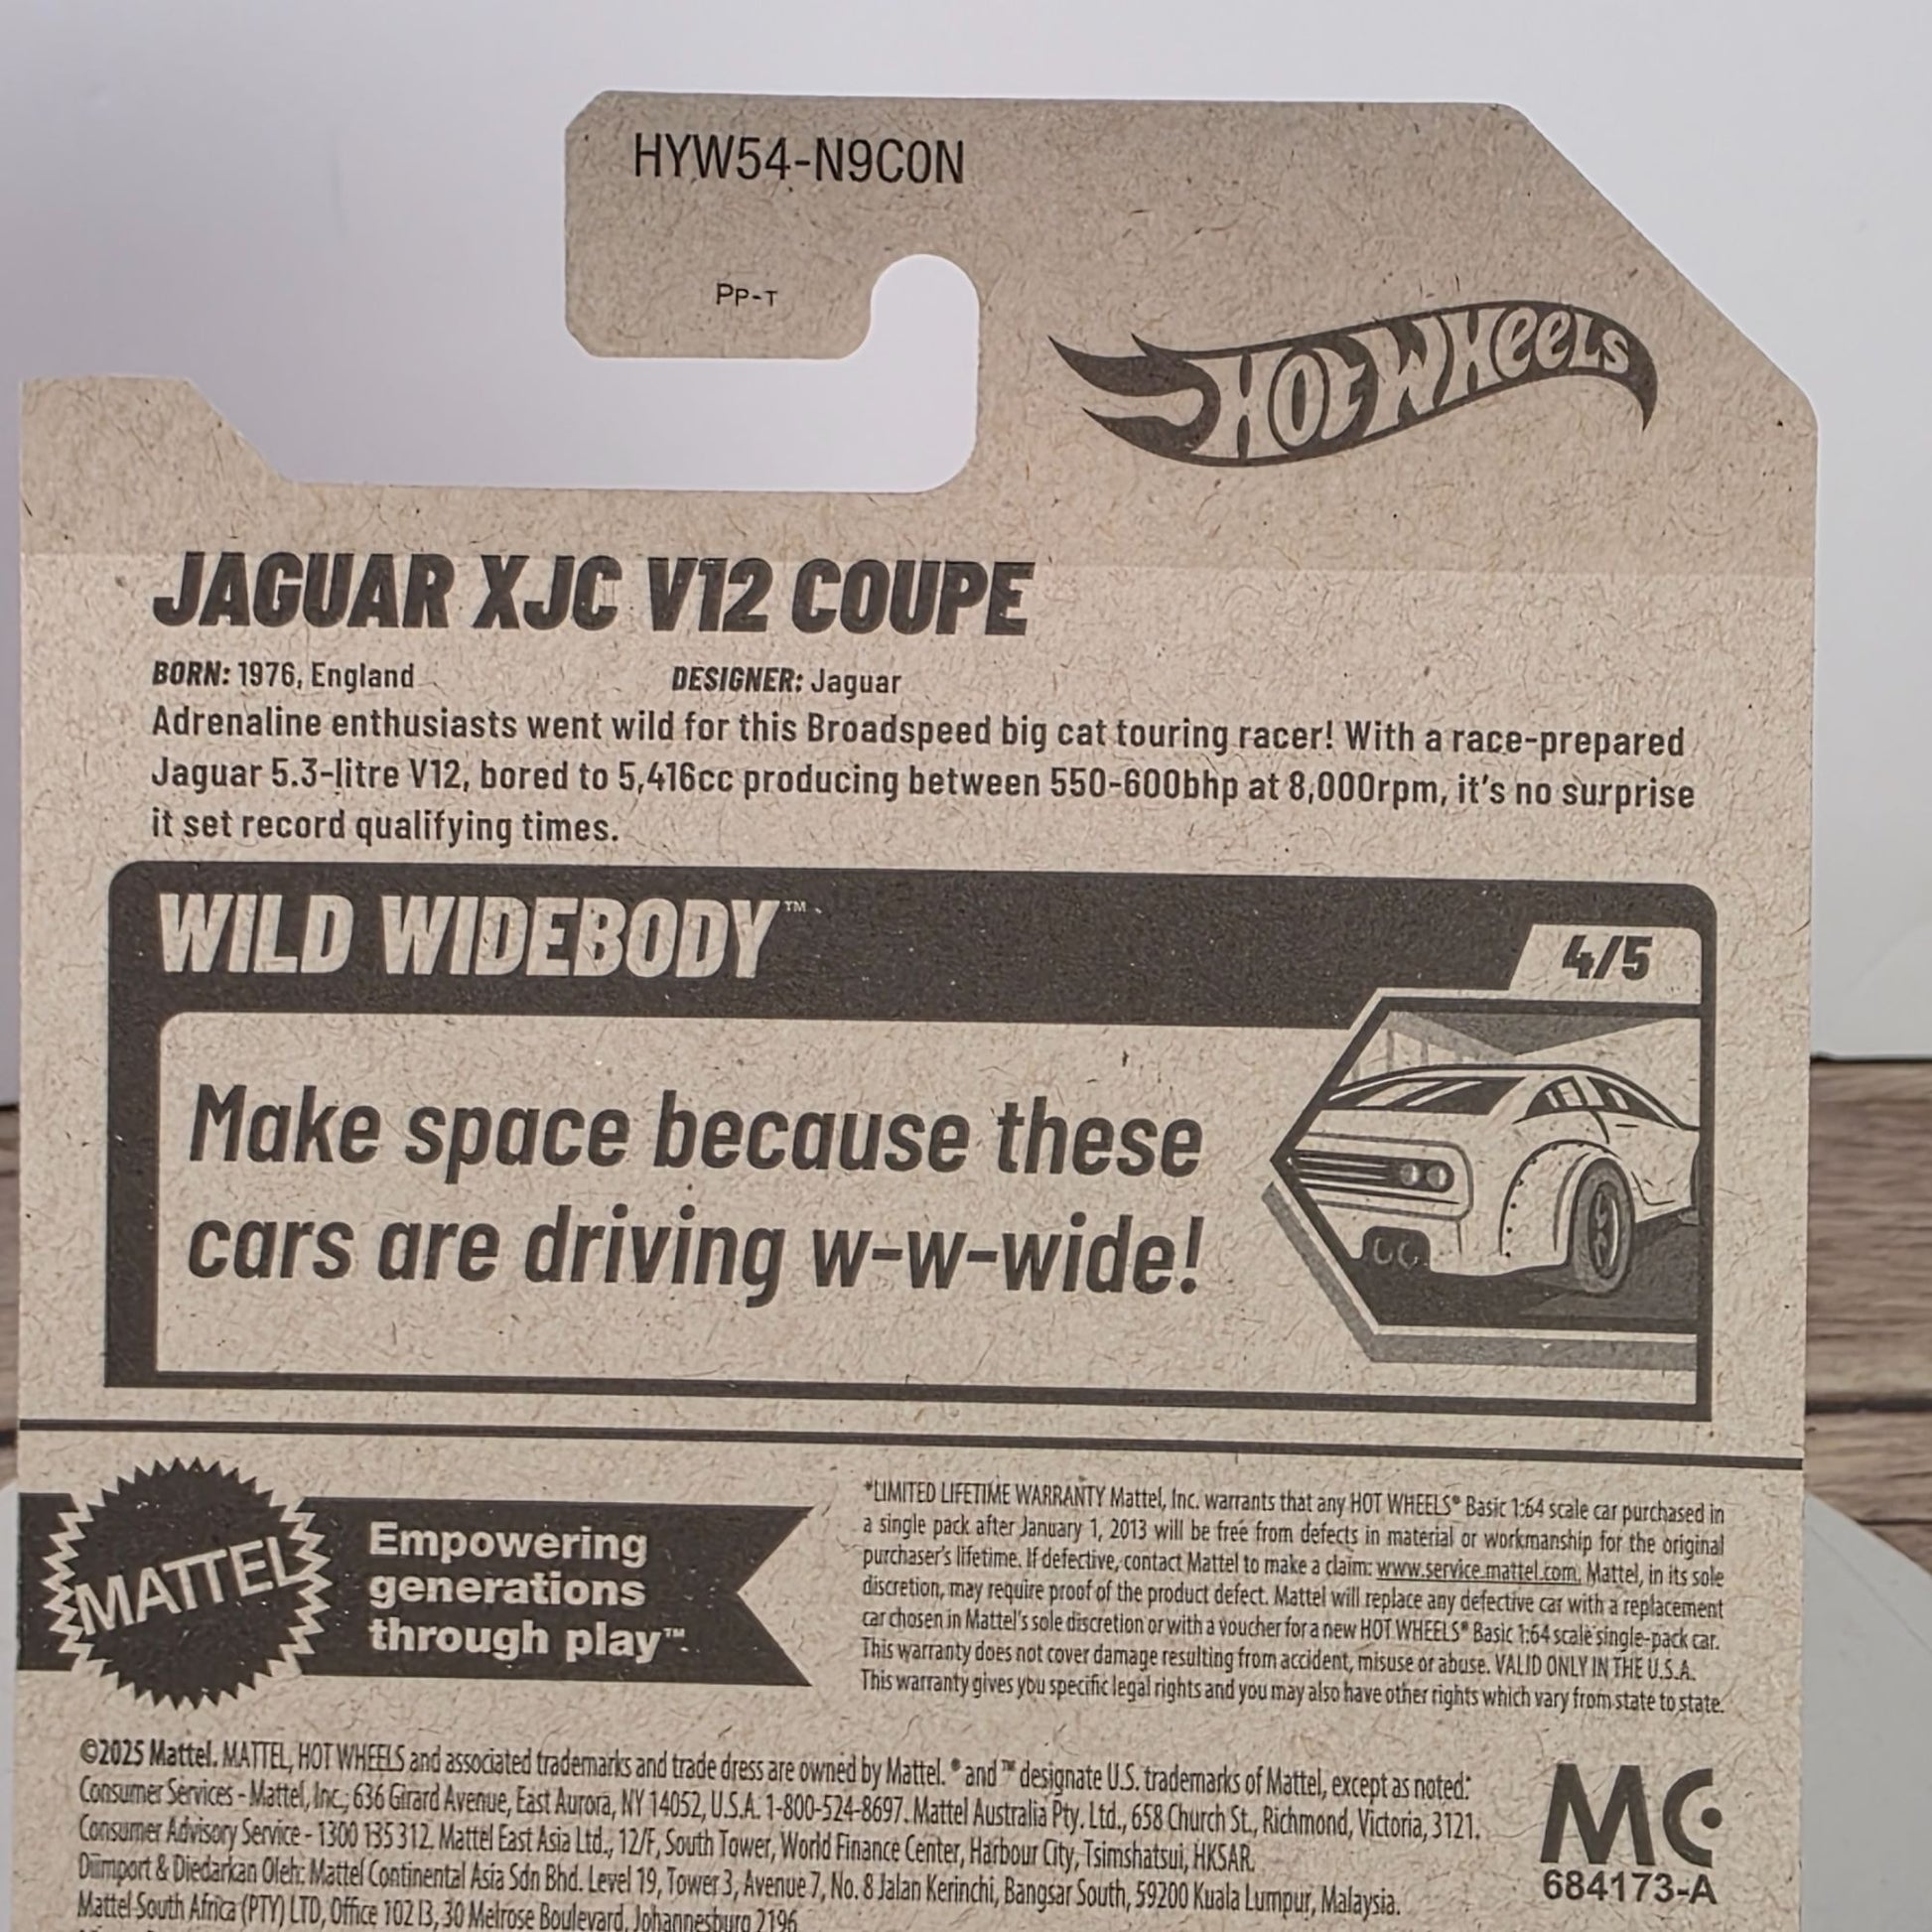 HYW54-N9C0N
PP-T
HOT WHEELS
JAGUAR XJC V12 COUPE
BORN: 1976, England DESIGNER: Jaguar
Adrenaline enthusiasts went wild for this Broadspeed big cat touring racer! With a race-prepared
Jaguar 5.3-litre V12, bored to 5,416cc producing between 550-600bhp at 8,000rpm, it's no surprise
it set record qualifying times.
WILD WIDEBODY™
4/5
Make space because these
cars are driving w-w-wide!
MATTEL
Empowering
generations
through play™
*LIMITED LIFETIME WARRANTY Mattel, Inc. warrants that any HOT WHEELS® Basic 1:64 scale car purchased in
a single pack after January 1, 2013 will be free from defects in material or workmanship for the original
purchaser's lifetime. If defective, contact Mattel to make a claim: www.service.mattel.com. Mattel, in its sole
discretion, may require proof of the product defect. Mattel will replace any defective car with a replacement
car chosen in Mattel's sole discretion or with a voucher for a new HOT WHEELS® Basic 1:64 scale single-pack car.
This warranty does not cover damage resulting from accident, misuse or abuse. VALID ONLY IN THE U.S.A.
This warranty gives you specific legal rights and you may also have other rights which vary from state to state.
©2025 Mattel. MATTEL, HOT WHEELS and associated trademarks and trade dress are owned by Mattel. ® and ™ designate U.S. trademarks of Mattel, except as noted.
Consumer Services - Mattel, Inc., 636 Girard Avenue, East Aurora, NY 14052, U.S.A. 1-800-524-8697. Mattel Australia Pty. Ltd., 658 Church St., Richmond, Victoria, 3121.
Consumer Advisory Service - 1300 135 312. Mattel East Asia Ltd., 12/F, South Tower, World Finance Center, Harbour City, Tsimshatsui, HKSAR.
Diimport & Diedarkan Oleh: Mattel Continental Asia Sdn Bhd. Level 19, Tower 3, Avenue 7, No. 8 Jalan Kerinchi, Bangsar South, 59200 Kuala Lumpur, Malaysia.
Mattel South Africa (PTY) LTD, Office 102 I3, 30 Melrose Boulevard, Johannesburg 2196
MC
684173-A